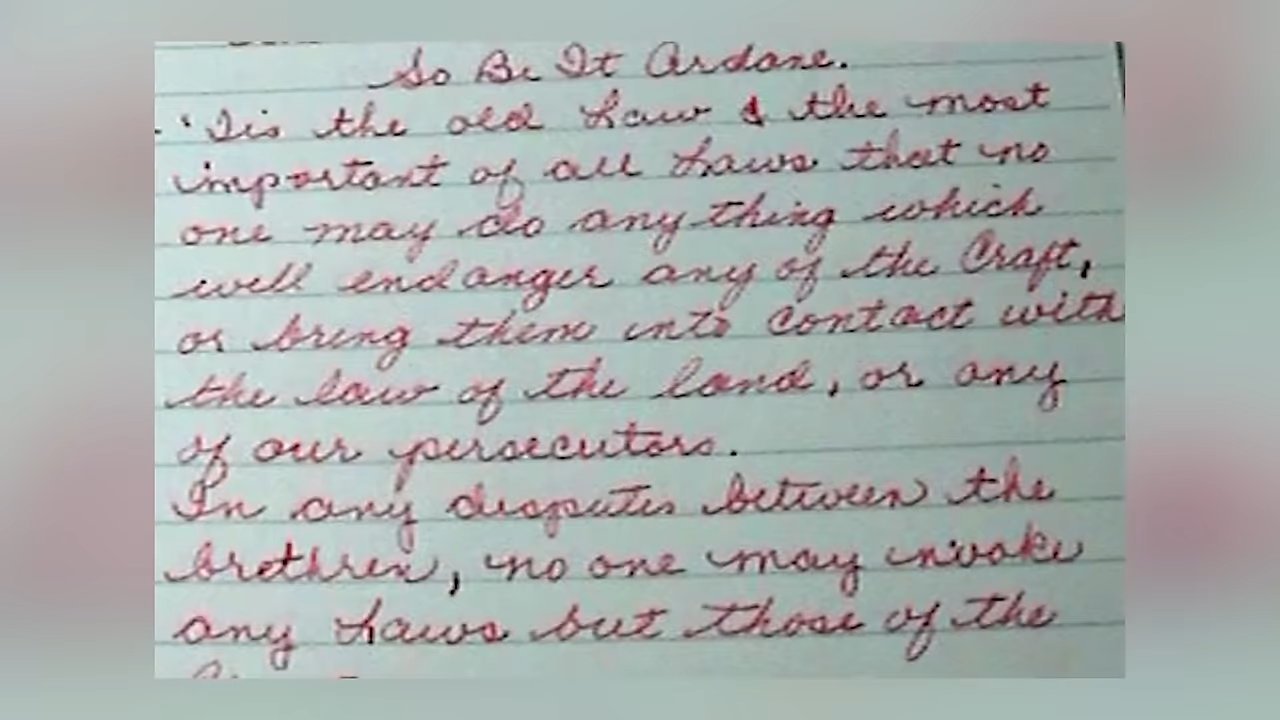 So Be It Ardane.
'Tis the old Law & the most
important of all Laws that no
one may do any thing which
will endanger any of the Craft,
or bring them into contact with
the law of the land, or any
of our persecutors.
In any disputes between the
brethren, no one may invoke
any Laws but those of the